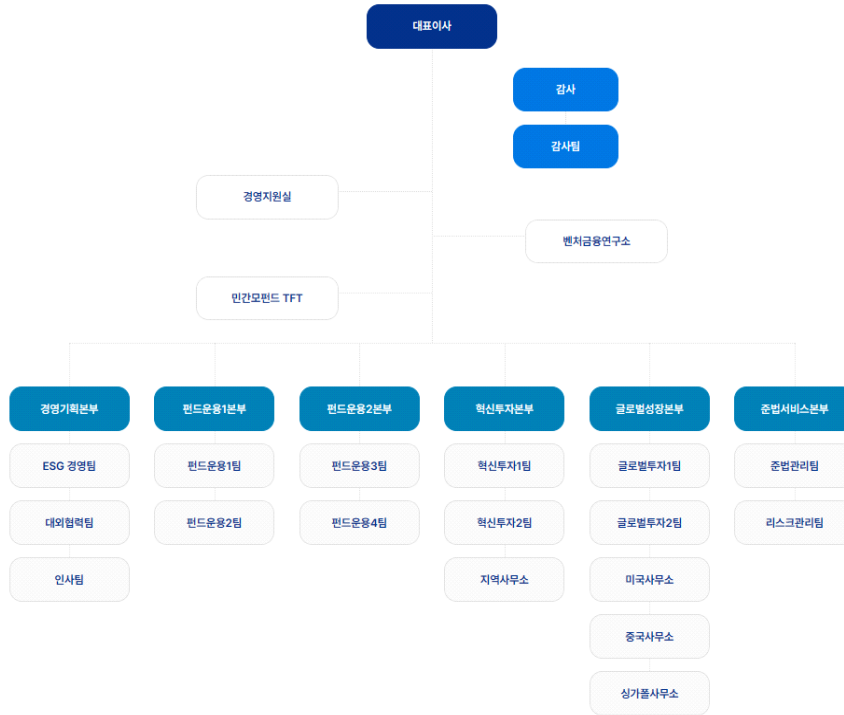 대표이사
감사
감사팀
경영지원실
벤처금융연구소
민간모펀드 TFT
경영기획본부
펀드운용1본부
펀드운용2본부
혁신투자본부
글로벌성장본부
준법서비스본부
ESG 경영팀
펀드운용1팀
펀드운용3팀
혁신투자1팀
글로벌투자1팀
준법관리팀
대외협력팀
펀드운용2팀
펀드운용4팀
혁신투자2팀
글로벌투자2팀
리스크관리팀
인사팀
지역사무소
미국사무소
중국사무소
싱가폴사무소